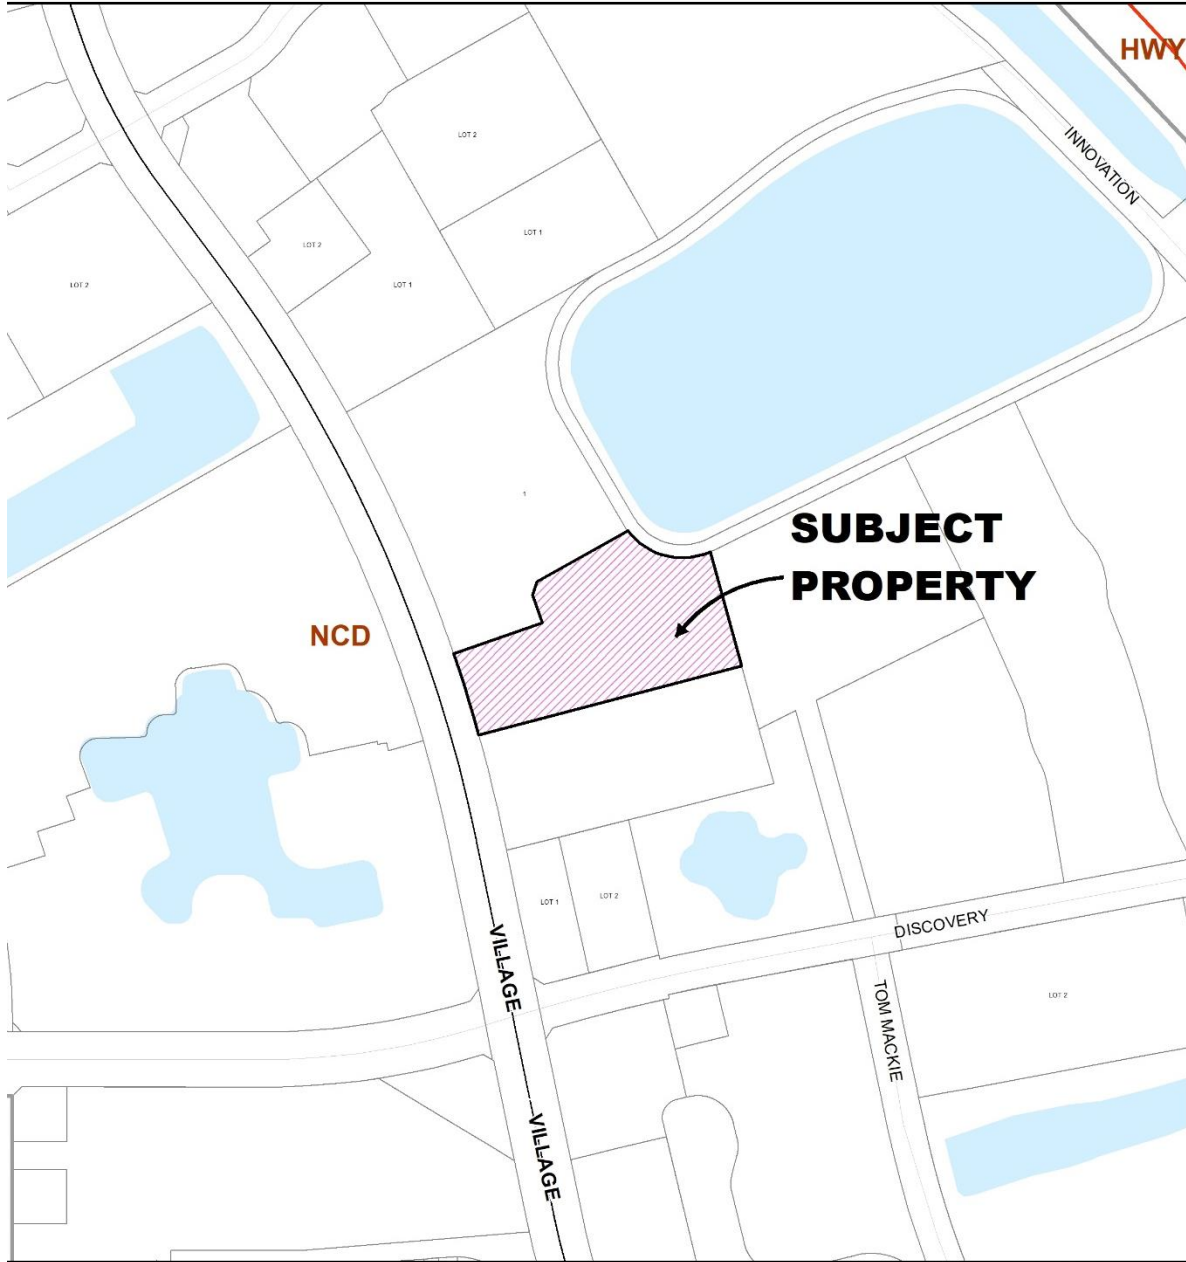 HWY
INNOVATION
LOT 2
LOT 1
LOT 2
LOT 1
LOT 2
1
SUBJECT
PROPERTY
NCD
LOT 1
LOT 2
DISCOVERY
VILLAGE
TOM MACKIE
LOT 2
VILLAGE